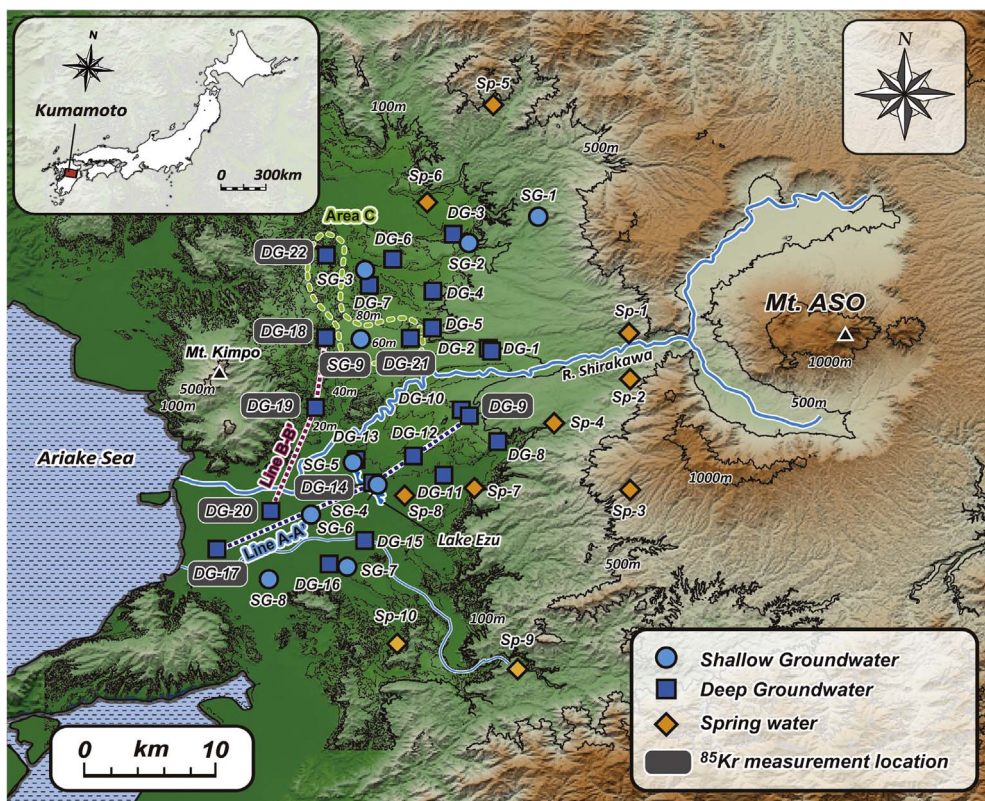 N
N
Kumamoto
0 300km
Sp-5
100m
500m
Sp-6
SG-1
DG-3
Area C
SG-2
DG-22
DG-6
SG-3
DG-7
DG-4
80m
Mt. ASO
DG-5
Sp-1
DG-18
60m
DG-2
DG-1
1000m
SG-9
DG-21
R. Shirakawa
Mt. Kimpo
500m
100m
40m
DG-10
DG-9
Sp-2
500m
DG-19
20m
DG-12
Sp-4
DG-13
DG-8
Ariake Sea
Line B-B'
SG-5
1000m
DG-14
DG-11
Sp-7
SG-4
Sp-8
Sp-3
DG-20
SG-6
Line A-A'
Lake Ezu
DG-15
DG-17
500m
DG-16
SG-7
SG-8
Sp-10
100m
Sp-9
Shallow Groundwater
Deep Groundwater
Spring water
85Kr measurement location
0 km 10